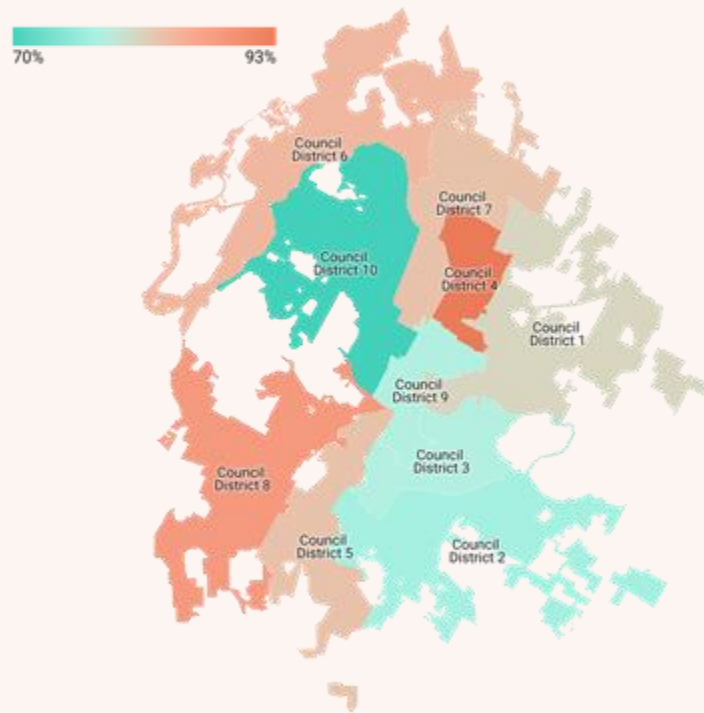 70% 93%
Council
District 6
Council
District 7
Council
District 10
Council
District 4
Council
District 1
Council
District 9
Council
District 3
Council
District 8
Council
District 5
Council
District 2